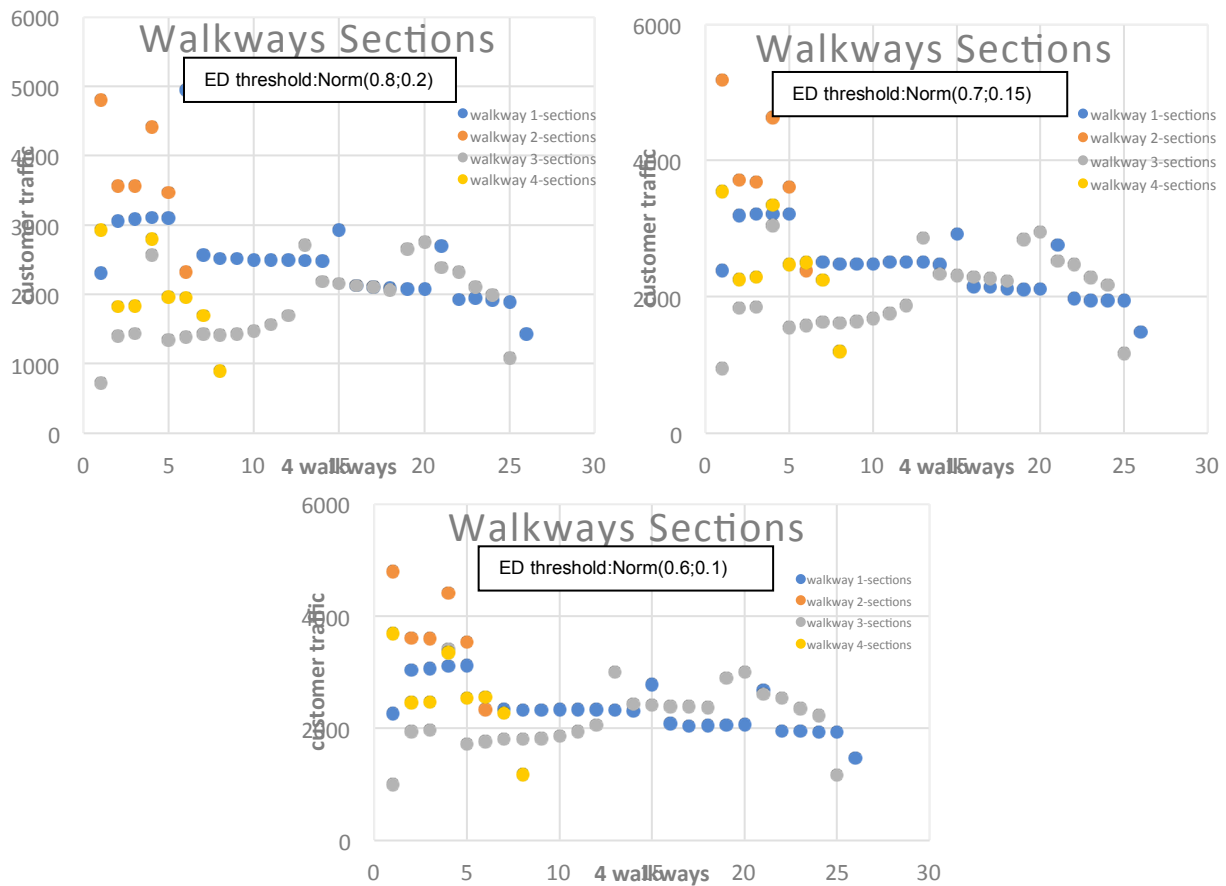 Walkways Sections
ED threshold:Norm(0.8;0.2)
6000
5000
4000
3000
2000
1000
0
customer traffic
walkway 1-sections
walkway 2-sections
walkway 3-sections
walkway 4-sections
0 5 10 15 20 25 30
4 walkways
Walkways Sections
ED threshold:Norm(0.7;0.15)
6000
4000
2000
0
customer traffic
walkway 1-sections
walkway 2-sections
walkway 3-sections
walkway 4-sections
0 5 10 15 20 25 30
4 walkways
Walkways Sections
ED threshold:Norm(0.6;0.1)
6000
4000
2000
0
customer traffic
walkway 1-sections
walkway 2-sections
walkway 3-sections
walkway 4-sections
0 5 10 15 20 25 30
4 walkways